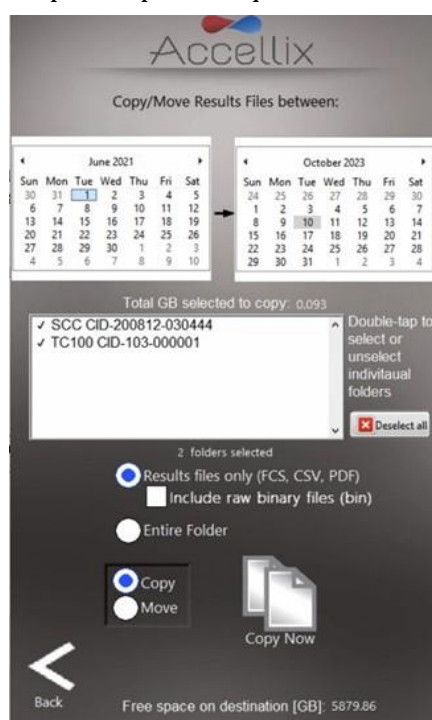 Accellix
Copy/Move Results Files between:
June 2021
Sun Mon Tue Wed Thu Fri Sat
30 31 1 2 3 4 5
6 7 8 9 10 11 12
13 14 15 16 17 18 19
20 21 22 23 24 25 26
27 28 29 30 1 2 3
4 5 6 7 8 9 10
October 2023
Sun Mon Tue Wed Thu Fri Sat
24 25 26 27 28 29 30
1 2 3 4 5 6 7
8 9 10 11 12 13 14
15 16 17 18 19 20 21
22 23 24 25 26 27 28
29 30 31 1 2 3 4
Total GB selected to copy: 0.093
SCC CID-200812-030444
TC100 CID-103-000001
Double-tap to
select or
unselect
indivitaual
folders
Deselect all
2 folders selected
Results files only (FCS, CSV, PDF)
Include raw binary files (bin)
Entire Folder
Copy
Move
Copy Now
Back
Free space on destination [GB]: 5879.86